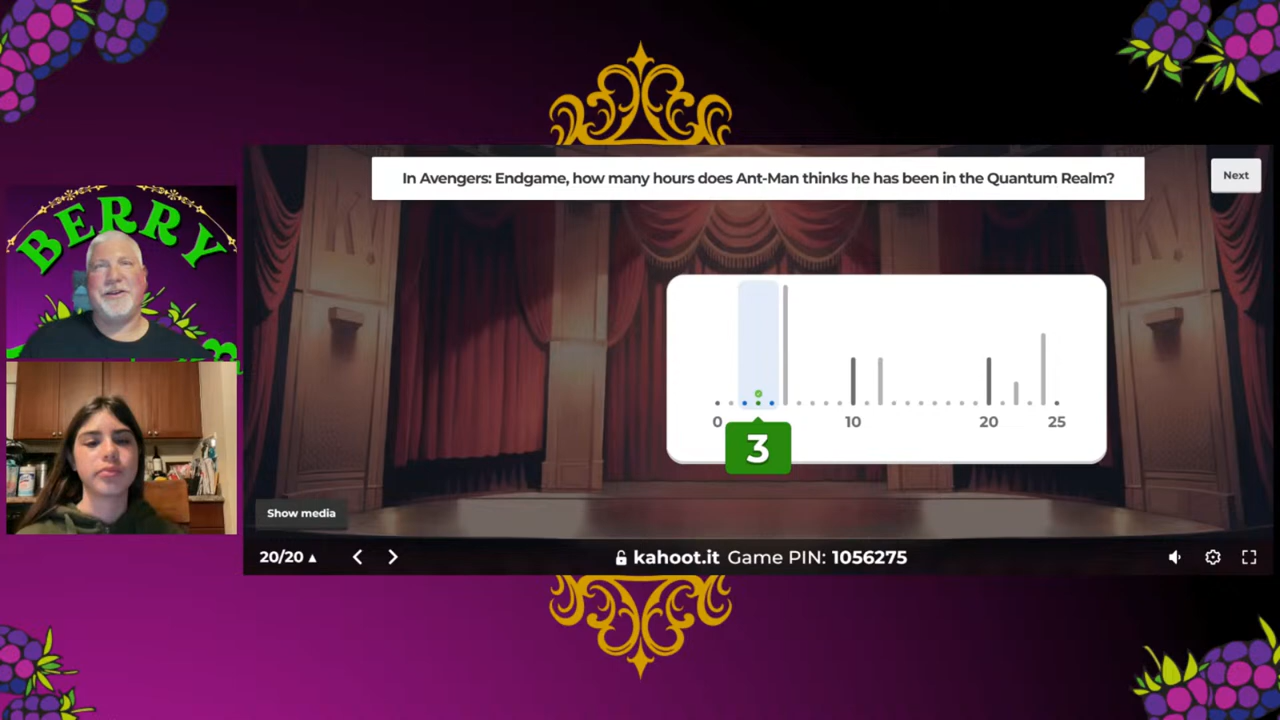 In Avengers: Endgame, how many hours does Ant-Man thinks he has been in the Quantum Realm?
Next
BERRY
0
10
20
25
3
Show media
20/20
kahoot.it Game PIN: 1056275